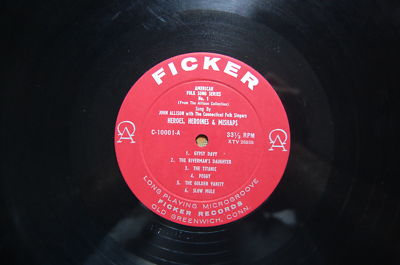 FICKER
AMERICAN
FOLK SONG SERIES
No. 1
(From The Allison Collection)
Sung By
JOHN ALLISON with The Connecticut Folk Singers
HEROES, HEROINES & MISHAPS
C-10001-A
33⅓ RPM
XTV 26858
1. GYPSY DAVY
2. THE RIVERMAN'S DAUGHTER
3. THE TITANIC
4. PEGGY
5. THE GOLDEN VANITY
6. SLOW MULE
LONG PLAYING MICROGROOVE
FICKER RECORDS
OLD GREENWICH, CONN.